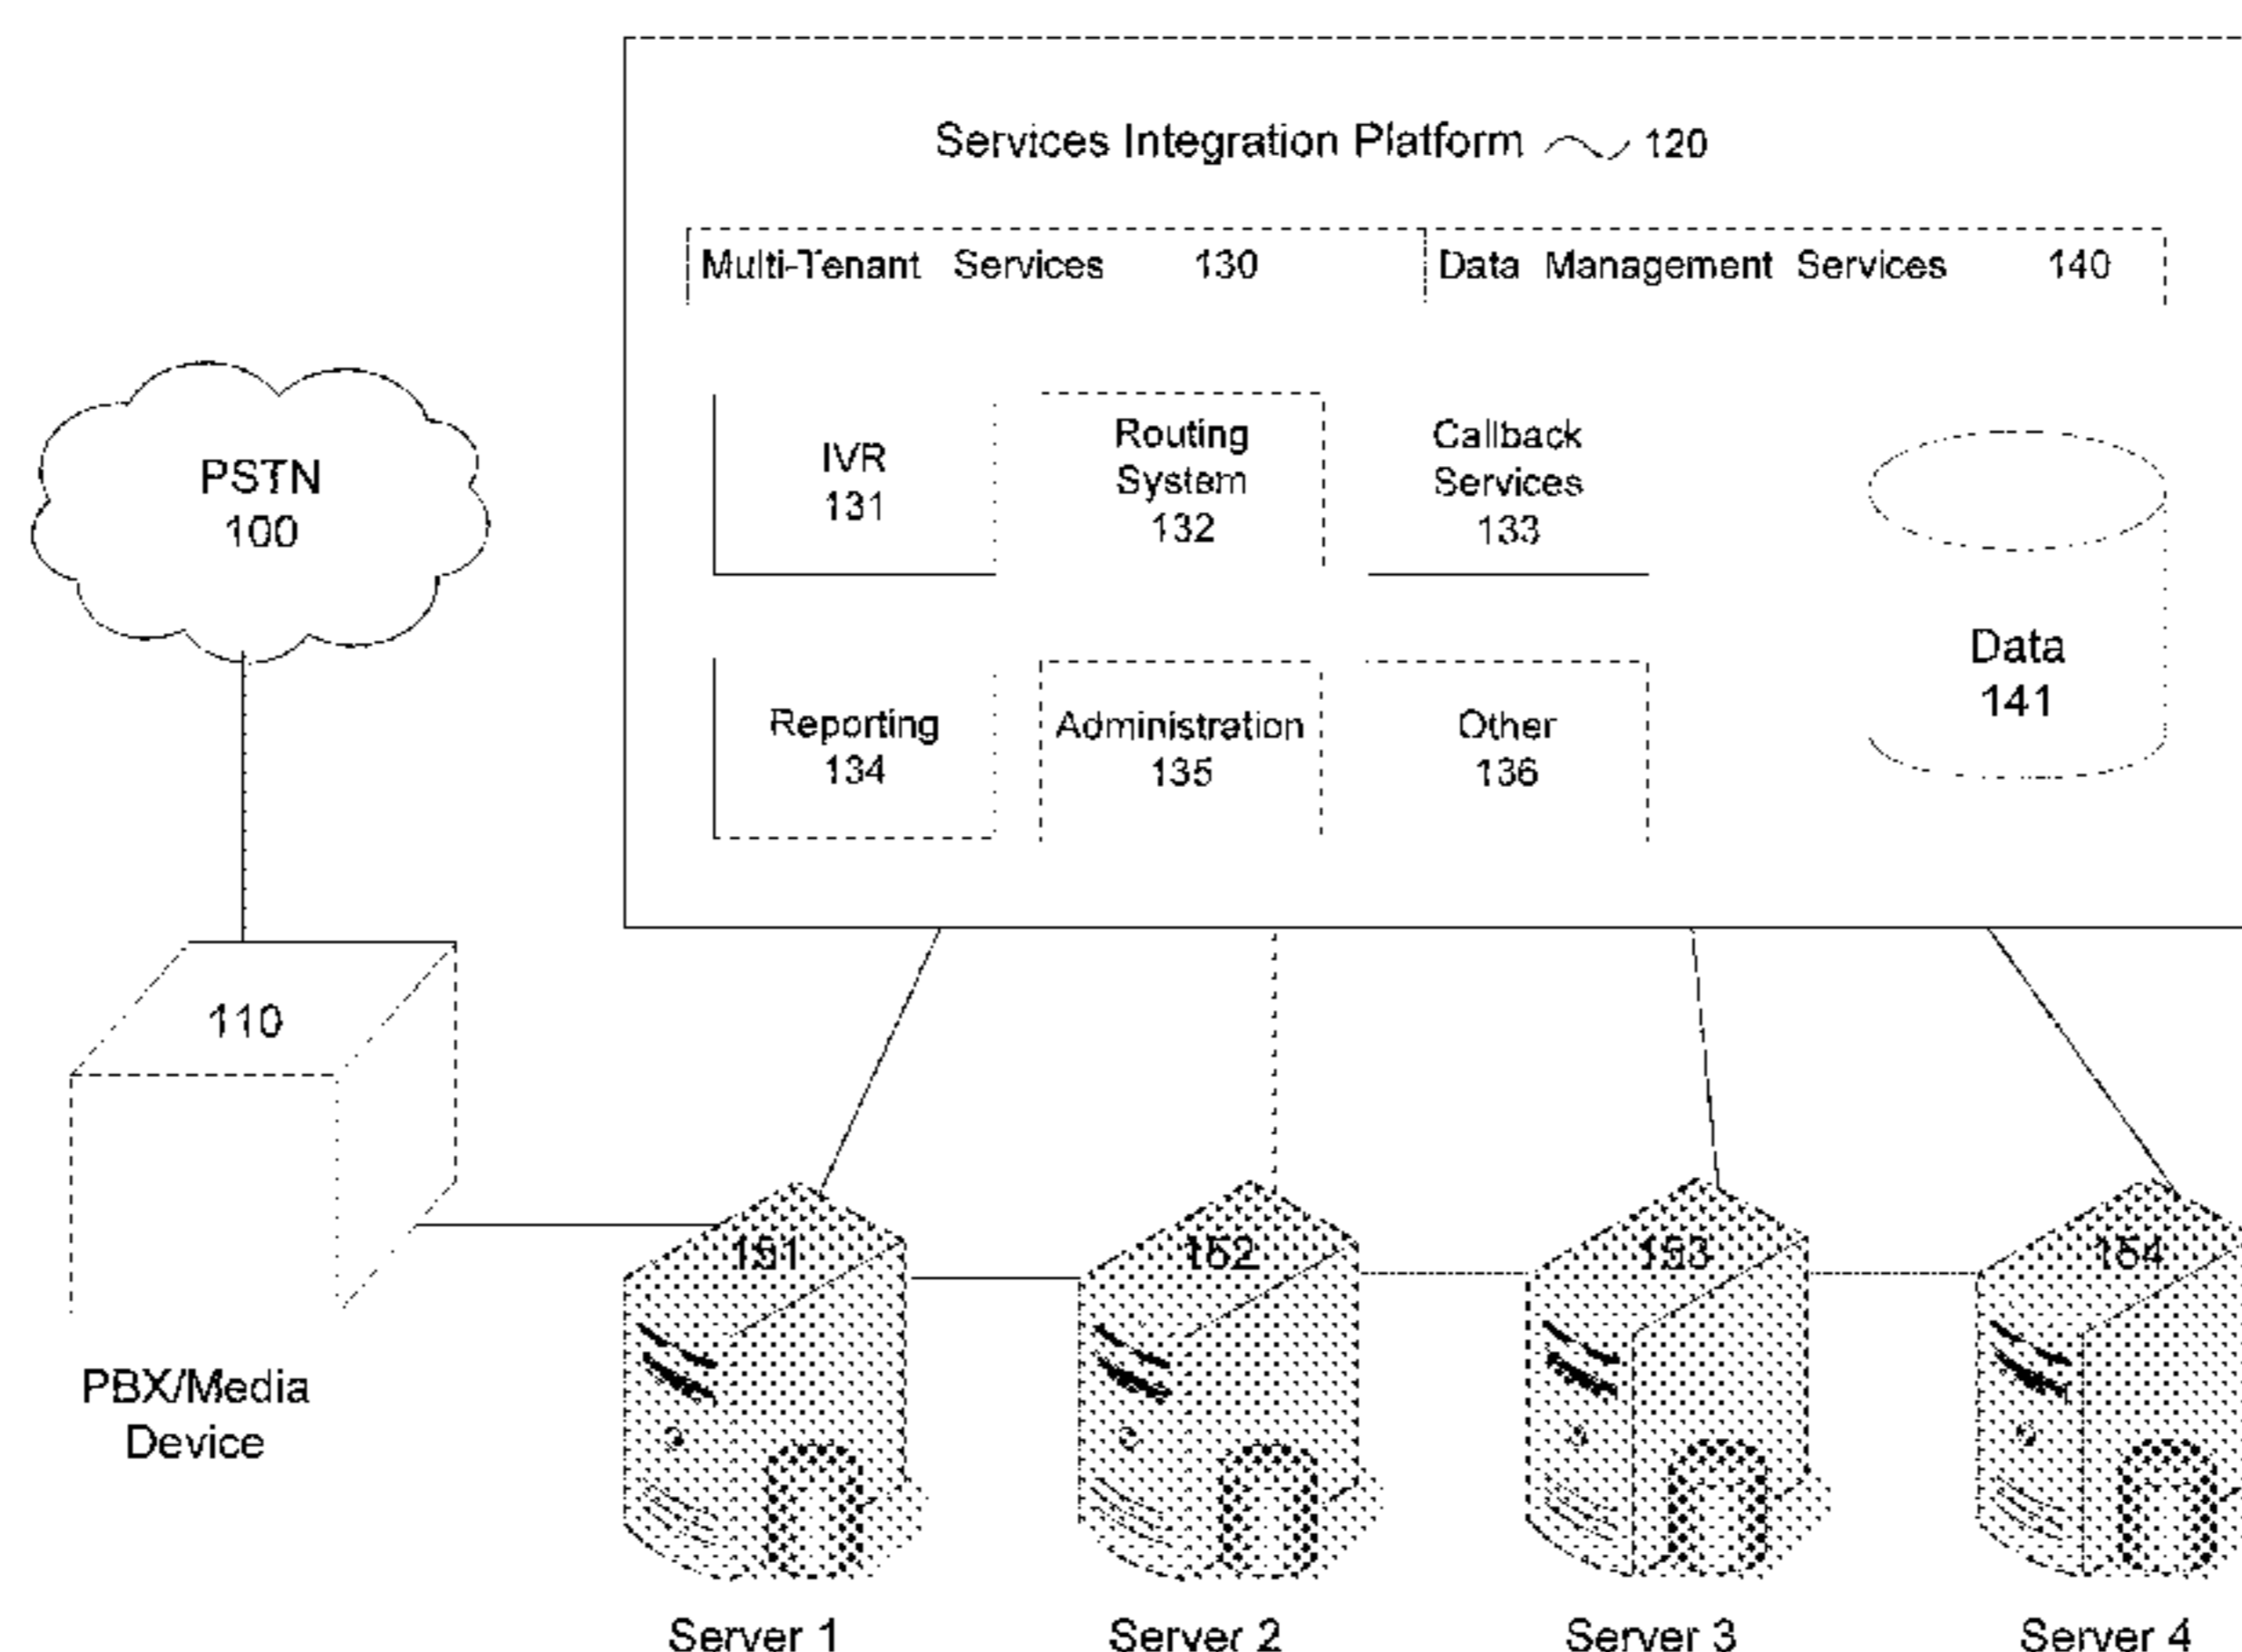 Services Integration Platform 120
Multi-Tenant Services 130
Data Management Services 140
PSTN
100
IVR
131
Routing
System
132
Callback
Services
133
Reporting
134
Administration
135
Other
136
Data
141
110
PBX/Media
Device
151
152
153
154
Server 1
Server 2
Server 3
Server 4